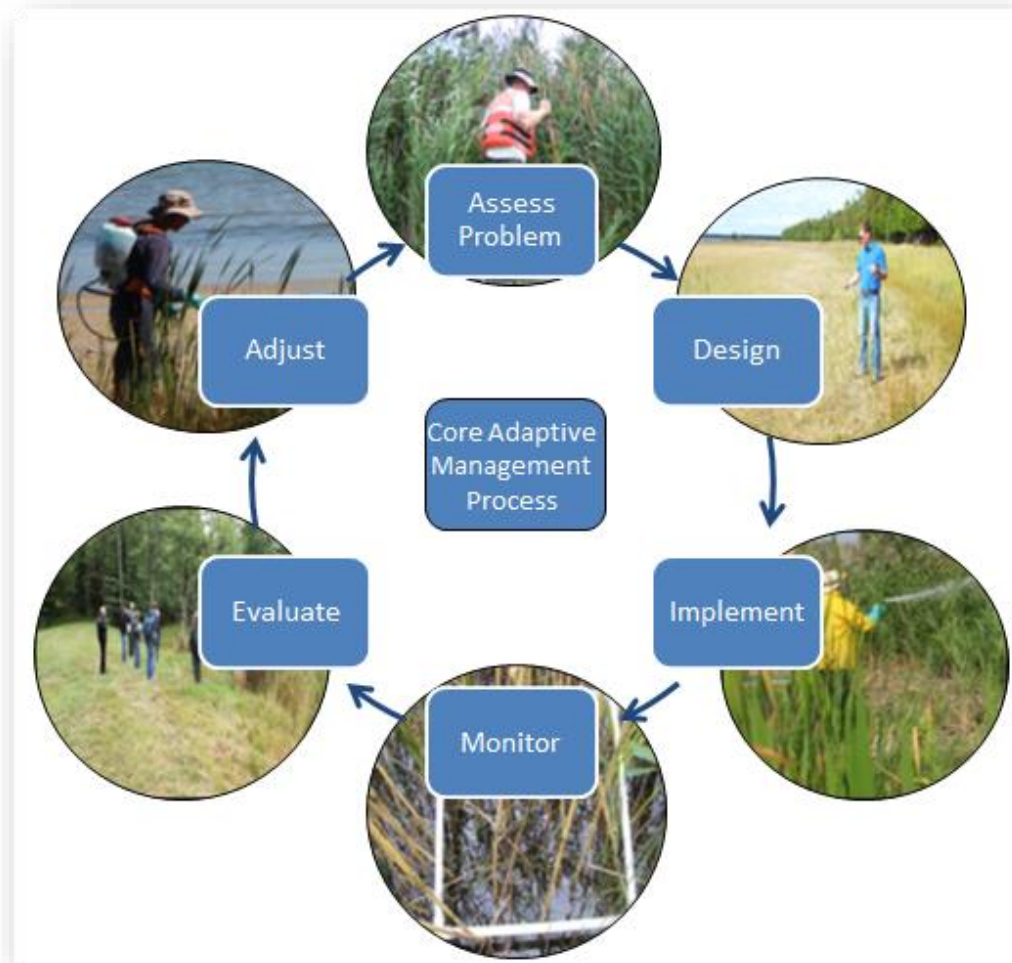 Assess
Problem
Design
Implement
Monitor
Evaluate
Adjust
Core Adaptive
Management
Process